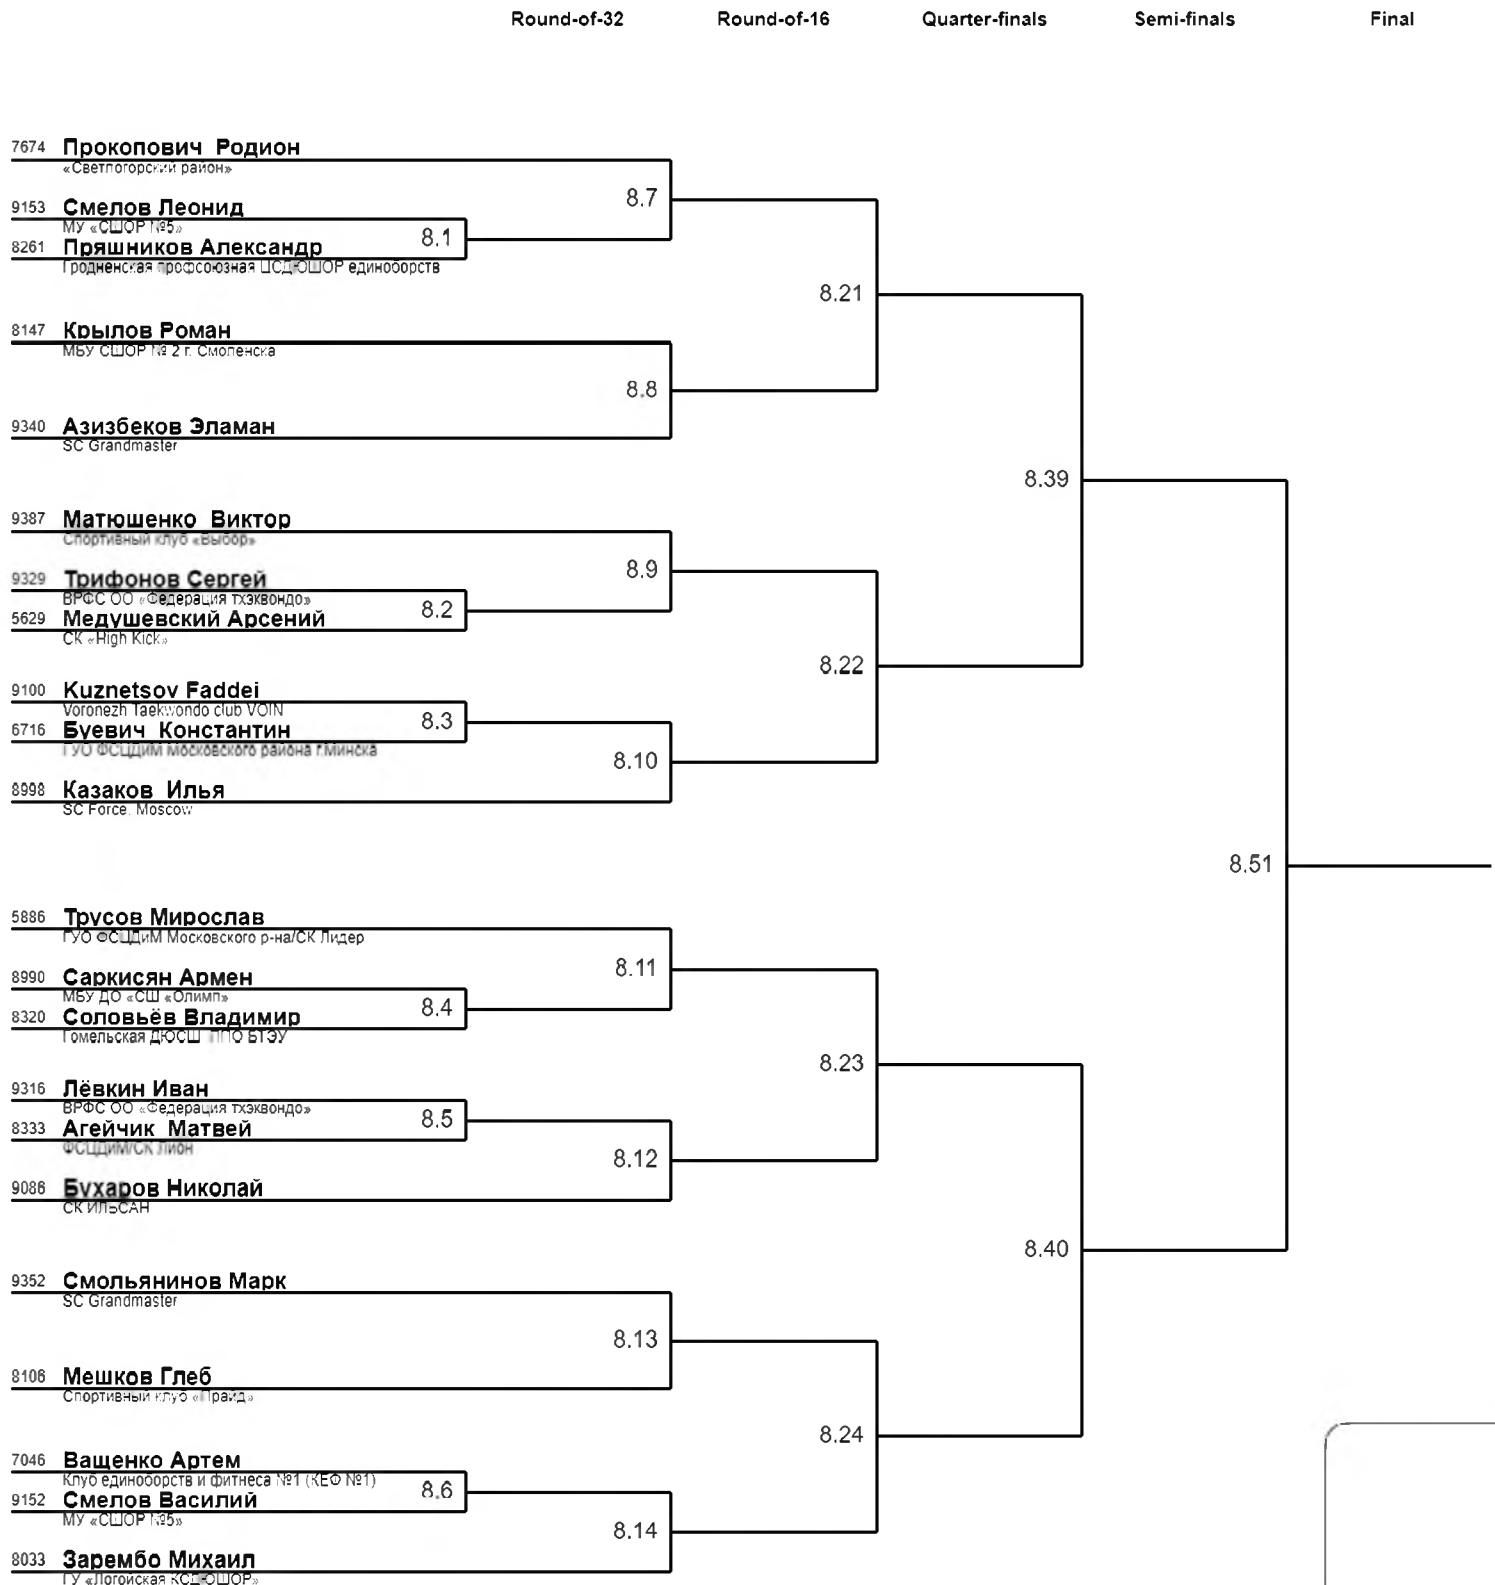 Round-of-32 Round-of-16 Quarter-finals Semi-finals Final
7674 Прокопович Родион
«Светлогорский район»
8.7
9153 Смелов Леонид
МУ «СШОР №5»
8.1
8261 Пряшников Александр
Гродненская профсоюзная ЦСДЮШОР единоборств
8.21
8147 Крылов Роман
МБУ СШОР № 2 г. Смоленска
8.8
9340 Азизбеков Эламан
SC Grandmaster
8.39
9387 Матюшенко Виктор
Спортивный клуб «Выбор»
8.9
9329 Трифонов Сергей
ВРФС ОО «Федерация тхэквондо»
8.2
5629 Медушевский Арсений
СК «High Kick»
8.22
9100 Kuznetsov Faddei
Voronezh Taekwondo club VOIN
8.3
6716 Буевич Константин
ГУО ФСЦДиМ Московского района г.Минска
8.10
8998 Казаков Илья
SC Force. Moscow
8.51
5886 Трусов Мирослав
ГУО ФСЦДиМ Московского р-на/СК Лидер
8.11
8990 Саркисян Армен
МБУ ДО «СШ «Олимп»
8.4
8320 Соловьёв Владимир
Гомельская ДЮСШ ППО БТЭУ
8.23
9316 Лёвкин Иван
ВРФС ОО «Федерация тхэквондо»
8.5
8333 Агейчик Матвей
ФСЦДиМ/СК Лион
8.12
9086 Бухаров Николай
СК ИЛЬСАН
8.40
9352 Смольянинов Марк
SC Grandmaster
8.13
8106 Мешков Глеб
Спортивный клуб «Прайд»
8.24
7046 Ващенко Артем
Клуб единоборств и фитнеса №1 (КЕФ №1)
8.6
9152 Смелов Василий
МУ «СШОР №5»
8.14
8033 Зарембо Михаил
ГУ «Логойская КСДЮШОР»